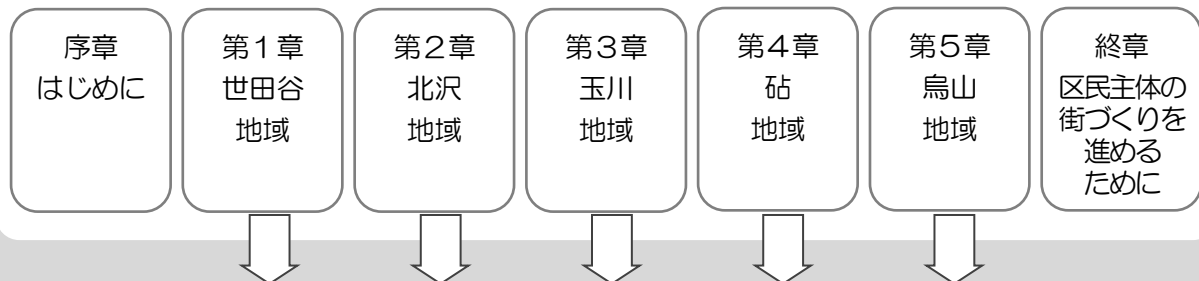 序章
はじめに
第1章
世田谷
地域
第2章
北沢
地域
第3章
玉川
地域
第4章
砧
地域
第5章
烏山
地域
終章
区民主体の
街づくりを
進める
ために